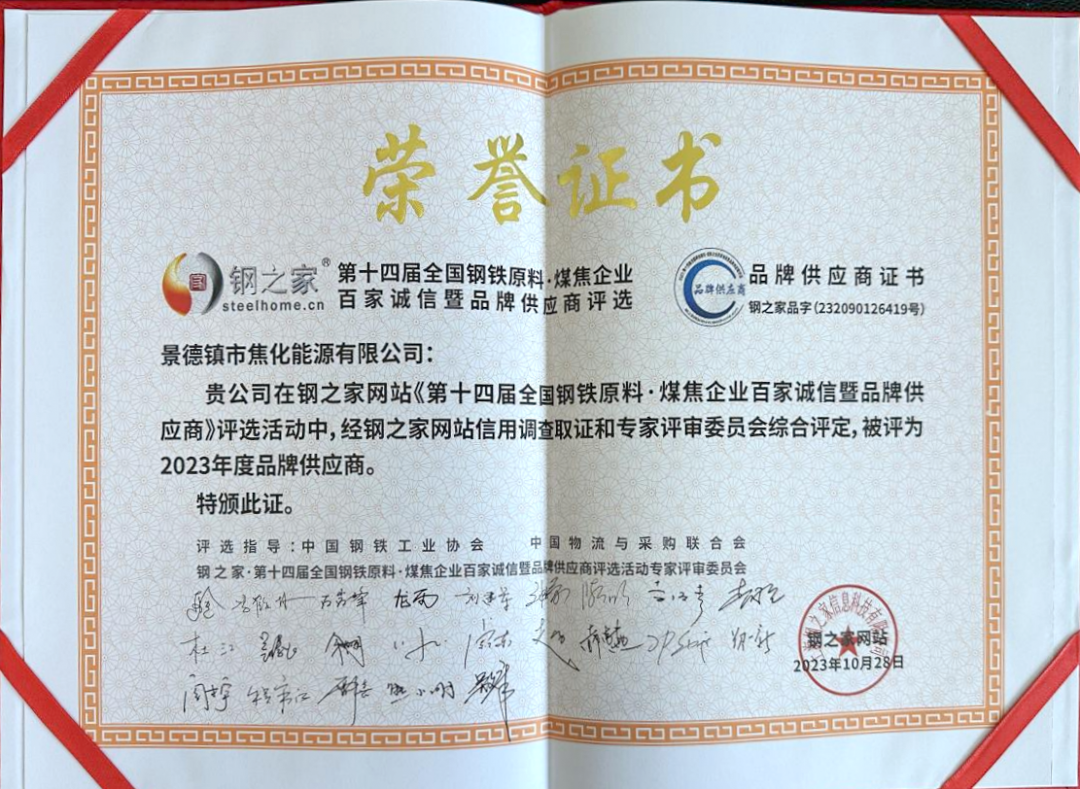 荣誉证书
钢之家®
steelhome.cn
第十四届全国钢铁原料·煤焦企业
百家诚信暨品牌供应商评选
品牌供应商
品牌供应商证书
钢之家品字(232090126419号)
景德镇市焦化能源有限公司：
贵公司在钢之家网站《第十四届全国钢铁原料·煤焦企业百家诚信暨品牌供
应商》评选活动中，经钢之家网站信用调查取证和专家评审委员会综合评定，被评为
2023年度品牌供应商。
特颁此证。
评选指导：中国钢铁工业协会 中国物流与采购联合会
钢之家·第十四届全国钢铁原料·煤焦企业百家诚信暨品牌供应商评选活动专家评审委员会
杜江
钢之家网站
2023年10月28日